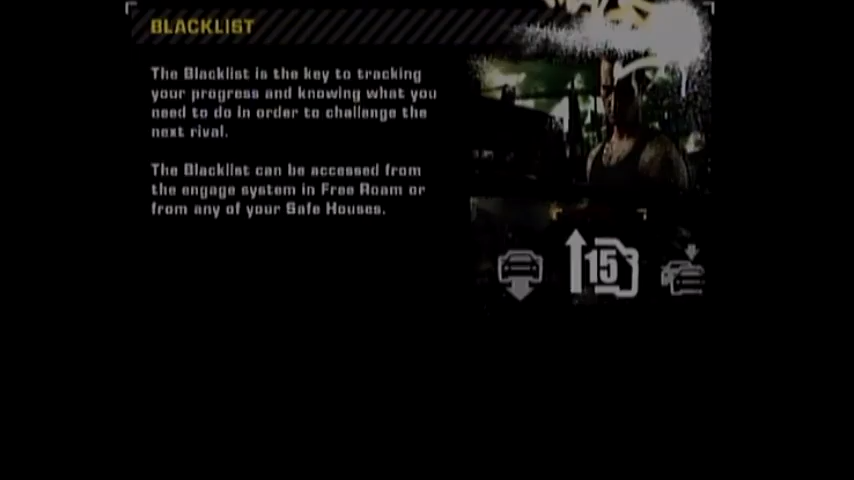 BLACKLIST
The Blacklist is the key to tracking
your progress and knowing what you
need to do in order to challenge the
next rival.
The Blacklist can be accessed from
the engage system in Free Roam or
from any of your Safe Houses.
15